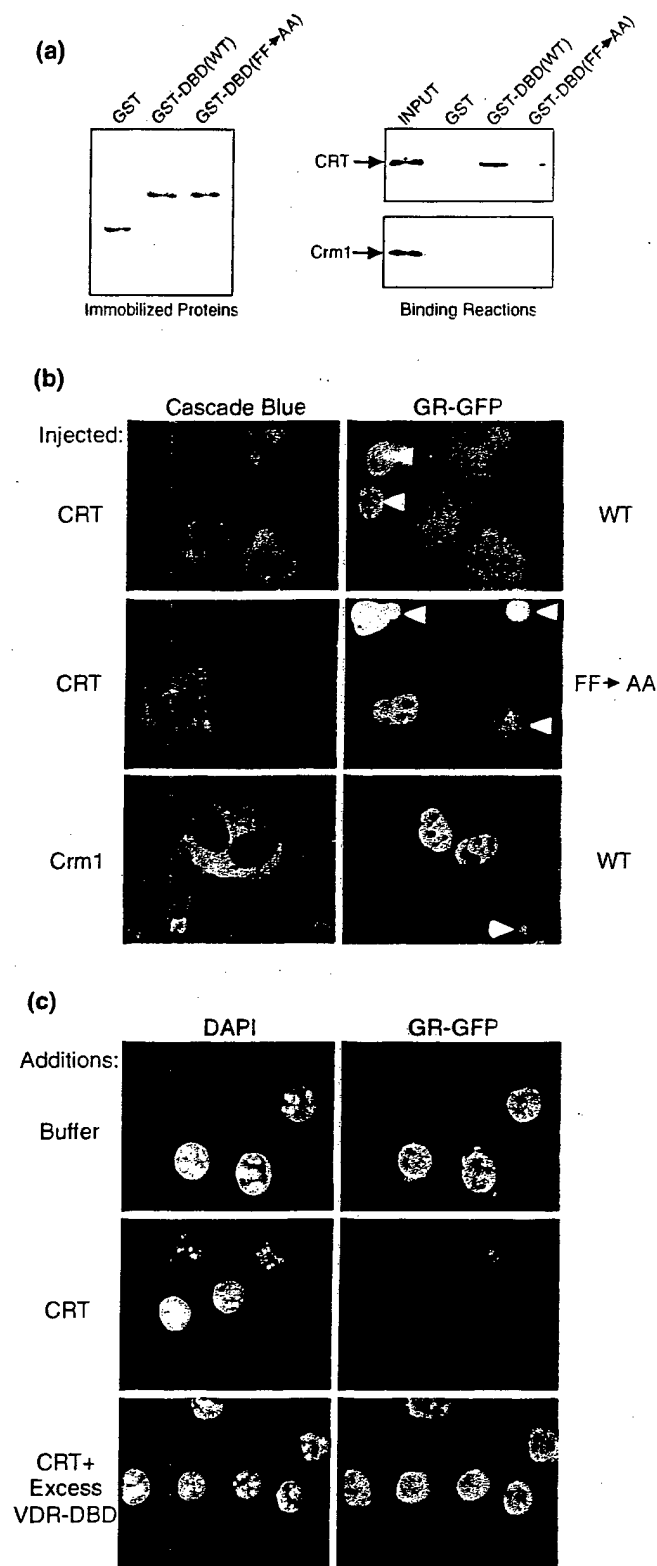 (a)
GST
GST-DBD(WT)
GST-DBD(FF→AA)
Immobilized Proteins
INPUT
GST
GST-DBD(WT)
GST-DBD(FF→AA)
CRT
Crm1
Binding Reactions
(b)
Cascade Blue GR-GFP
Injected:
CRT WT
CRT FF→AA
Crm1 WT
(c)
DAPI GR-GFP
Additions:
Buffer
CRT
CRT+
Excess
VDR-DBD